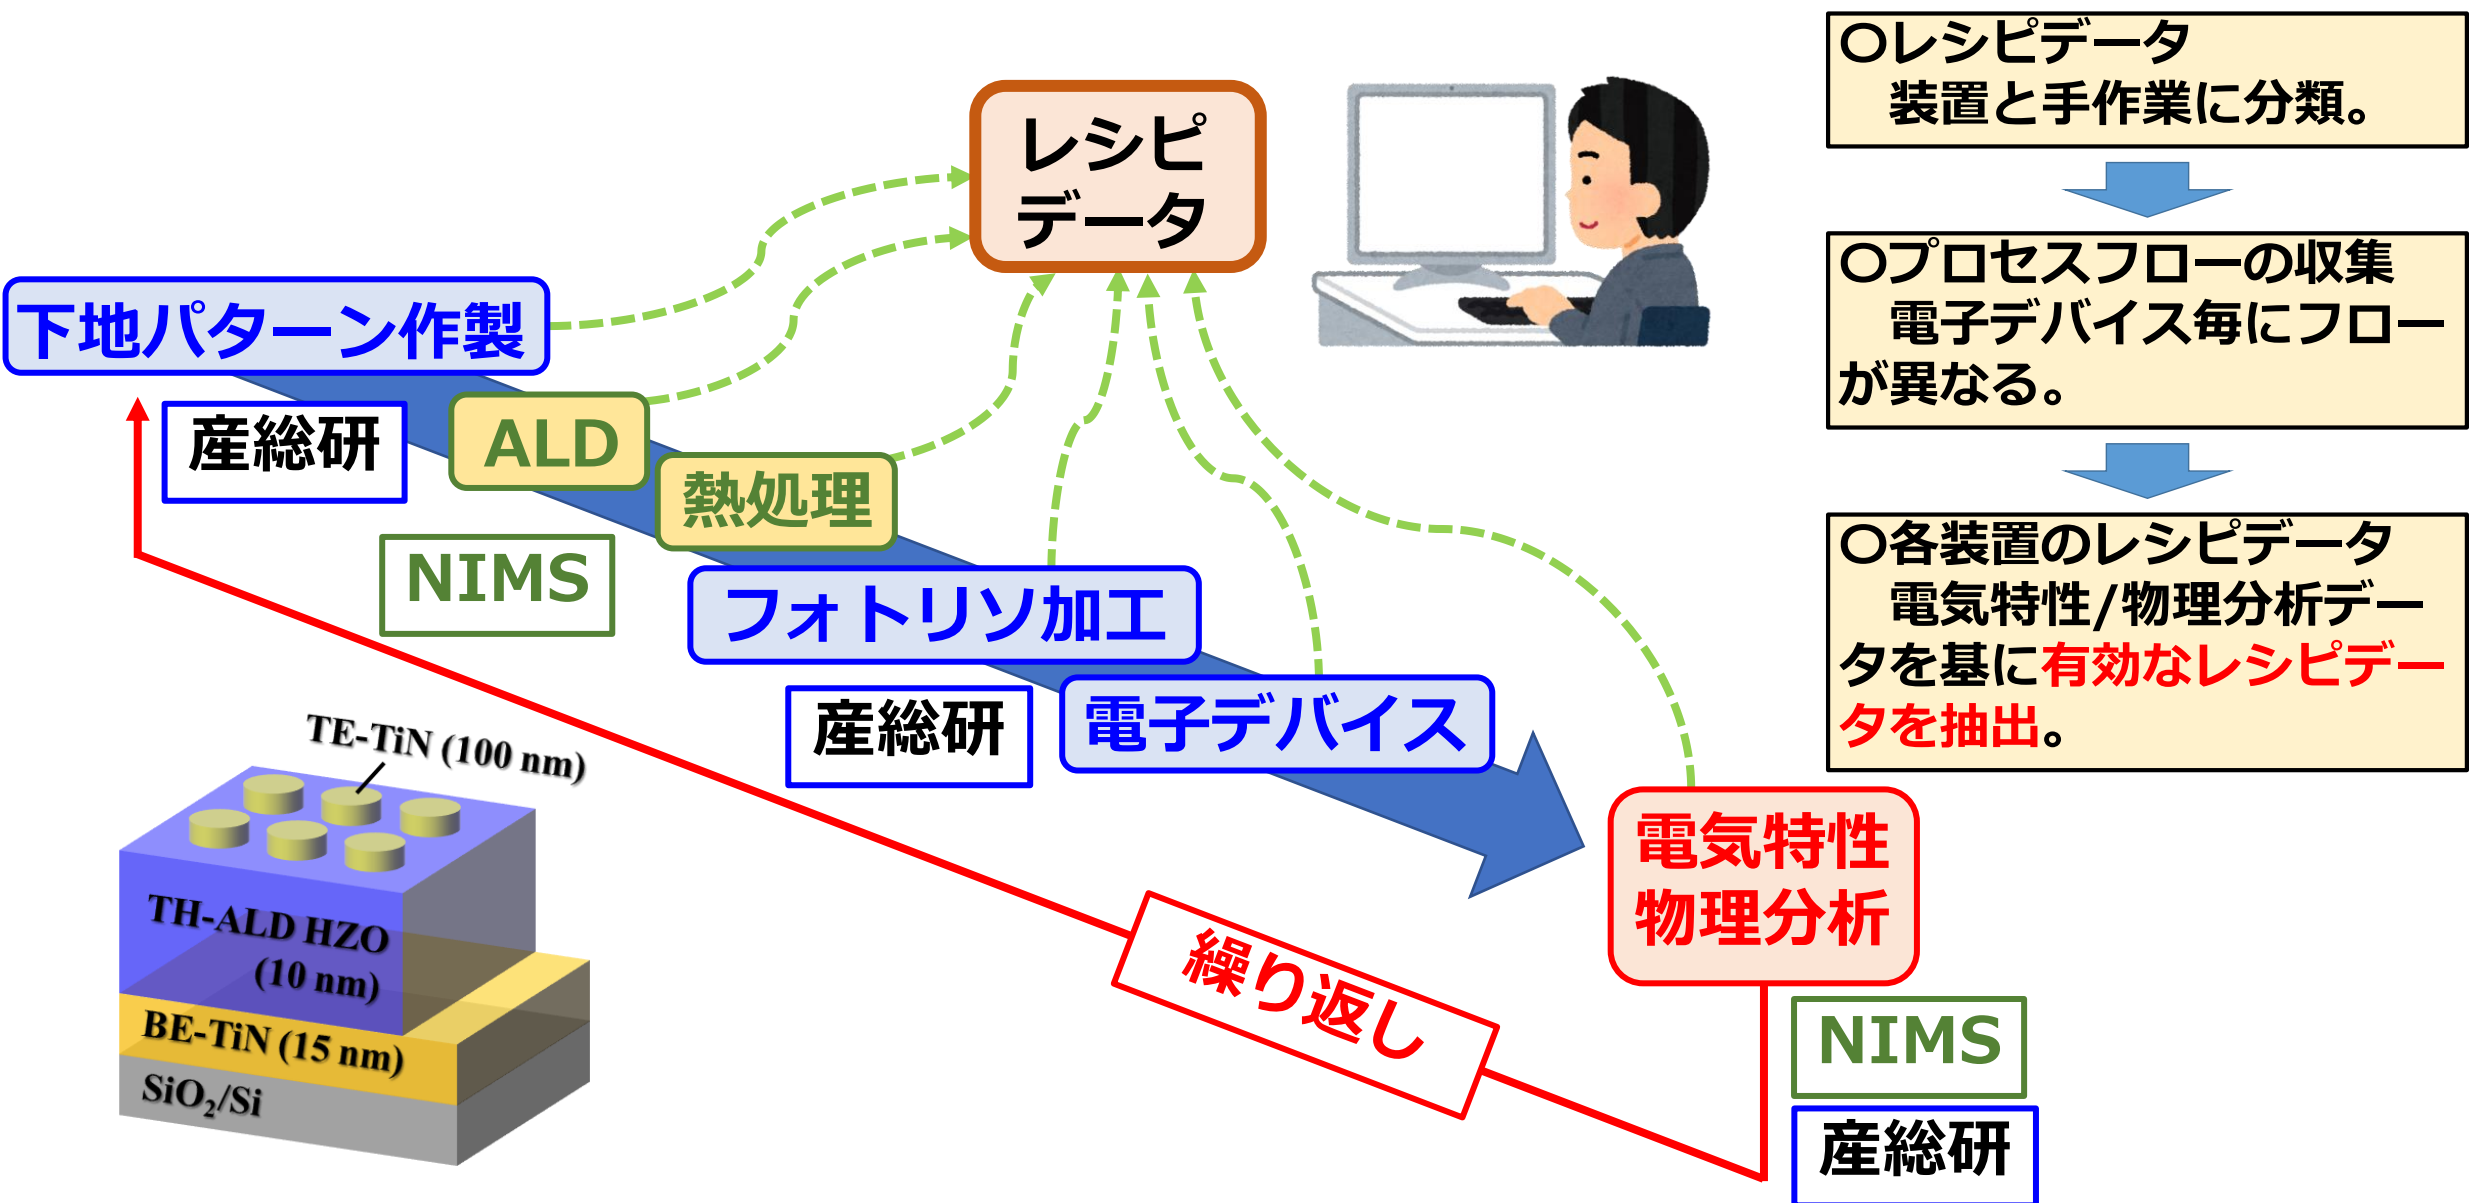 レシピ
データ
下地パターン作製
産総研
ALD
熱処理
NIMS
フォトリソ加工
産総研
電子デバイス
電気特性
物理分析
NIMS
産総研
繰り返し
TE-TiN (100 nm)
TH-ALD HZO
(10 nm)
BE-TiN (15 nm)
SiO₂/Si
〇レシピデータ
装置と手作業に分類。
〇プロセスフローの収集
電子デバイス毎にフロー
が異なる。
〇各装置のレシピデータ
電気特性/物理分析デー
タを基に有効なレシピデー
タを抽出。